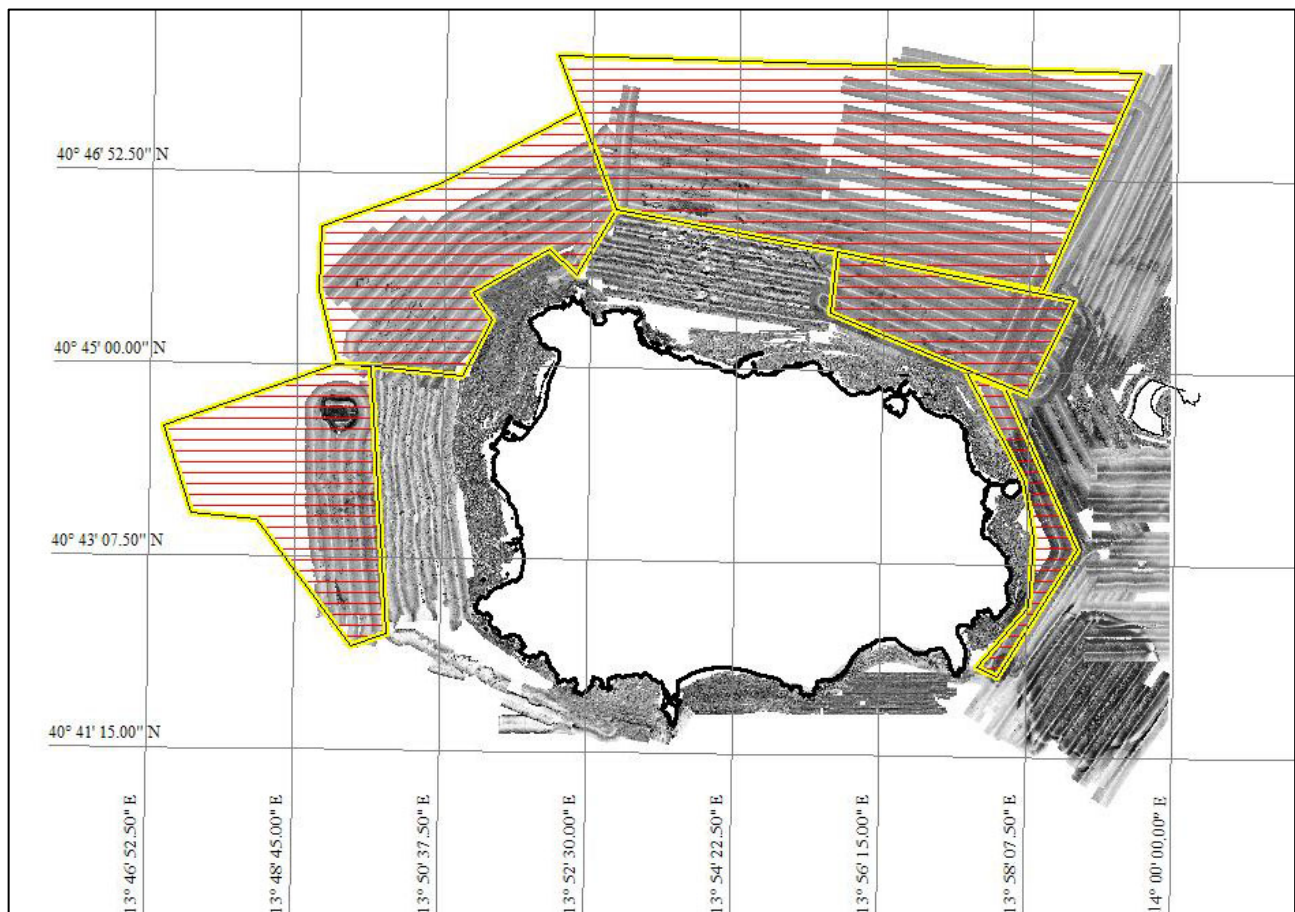 40° 46' 52.50" N
40° 45' 00.00" N
40° 43' 07.50" N
40° 41' 15.00" N
13° 46' 52.50" E
13° 48' 45.00" E
13° 50' 37.50" E
13° 52' 30.00" E
13° 54' 22.50" E
13° 56' 15.00" E
13° 58' 07.50" E
14° 00' 00.00" E